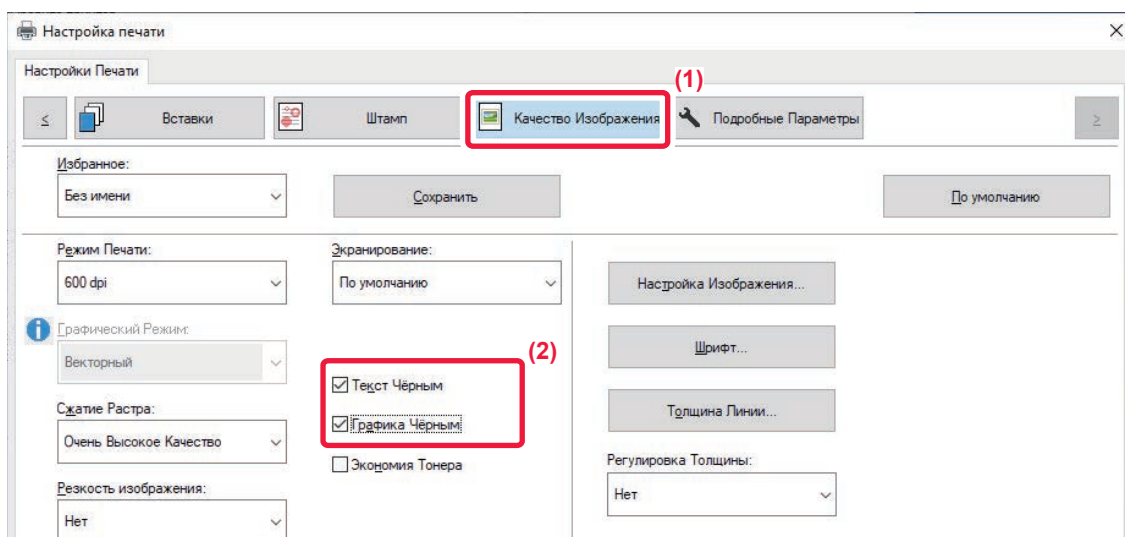 Настройка печати
Настройки Печати
(1)
< Вставки Штамп Качество Изображения Подробные Параметры >
Избранное:
Без имени Сохранить По умолчанию
Режим Печати: Экранирование:
600 dpi По умолчанию Настройка Изображения...
Графический Режим:
(2)
Векторный Шрифт...
Текст Чёрным
Сжатие Растра: Толщина Линии...
Графика Чёрным
Очень Высокое Качество
Экономия Тонера Регулировка Толщины:
Резкость изображения:
Нет Нет